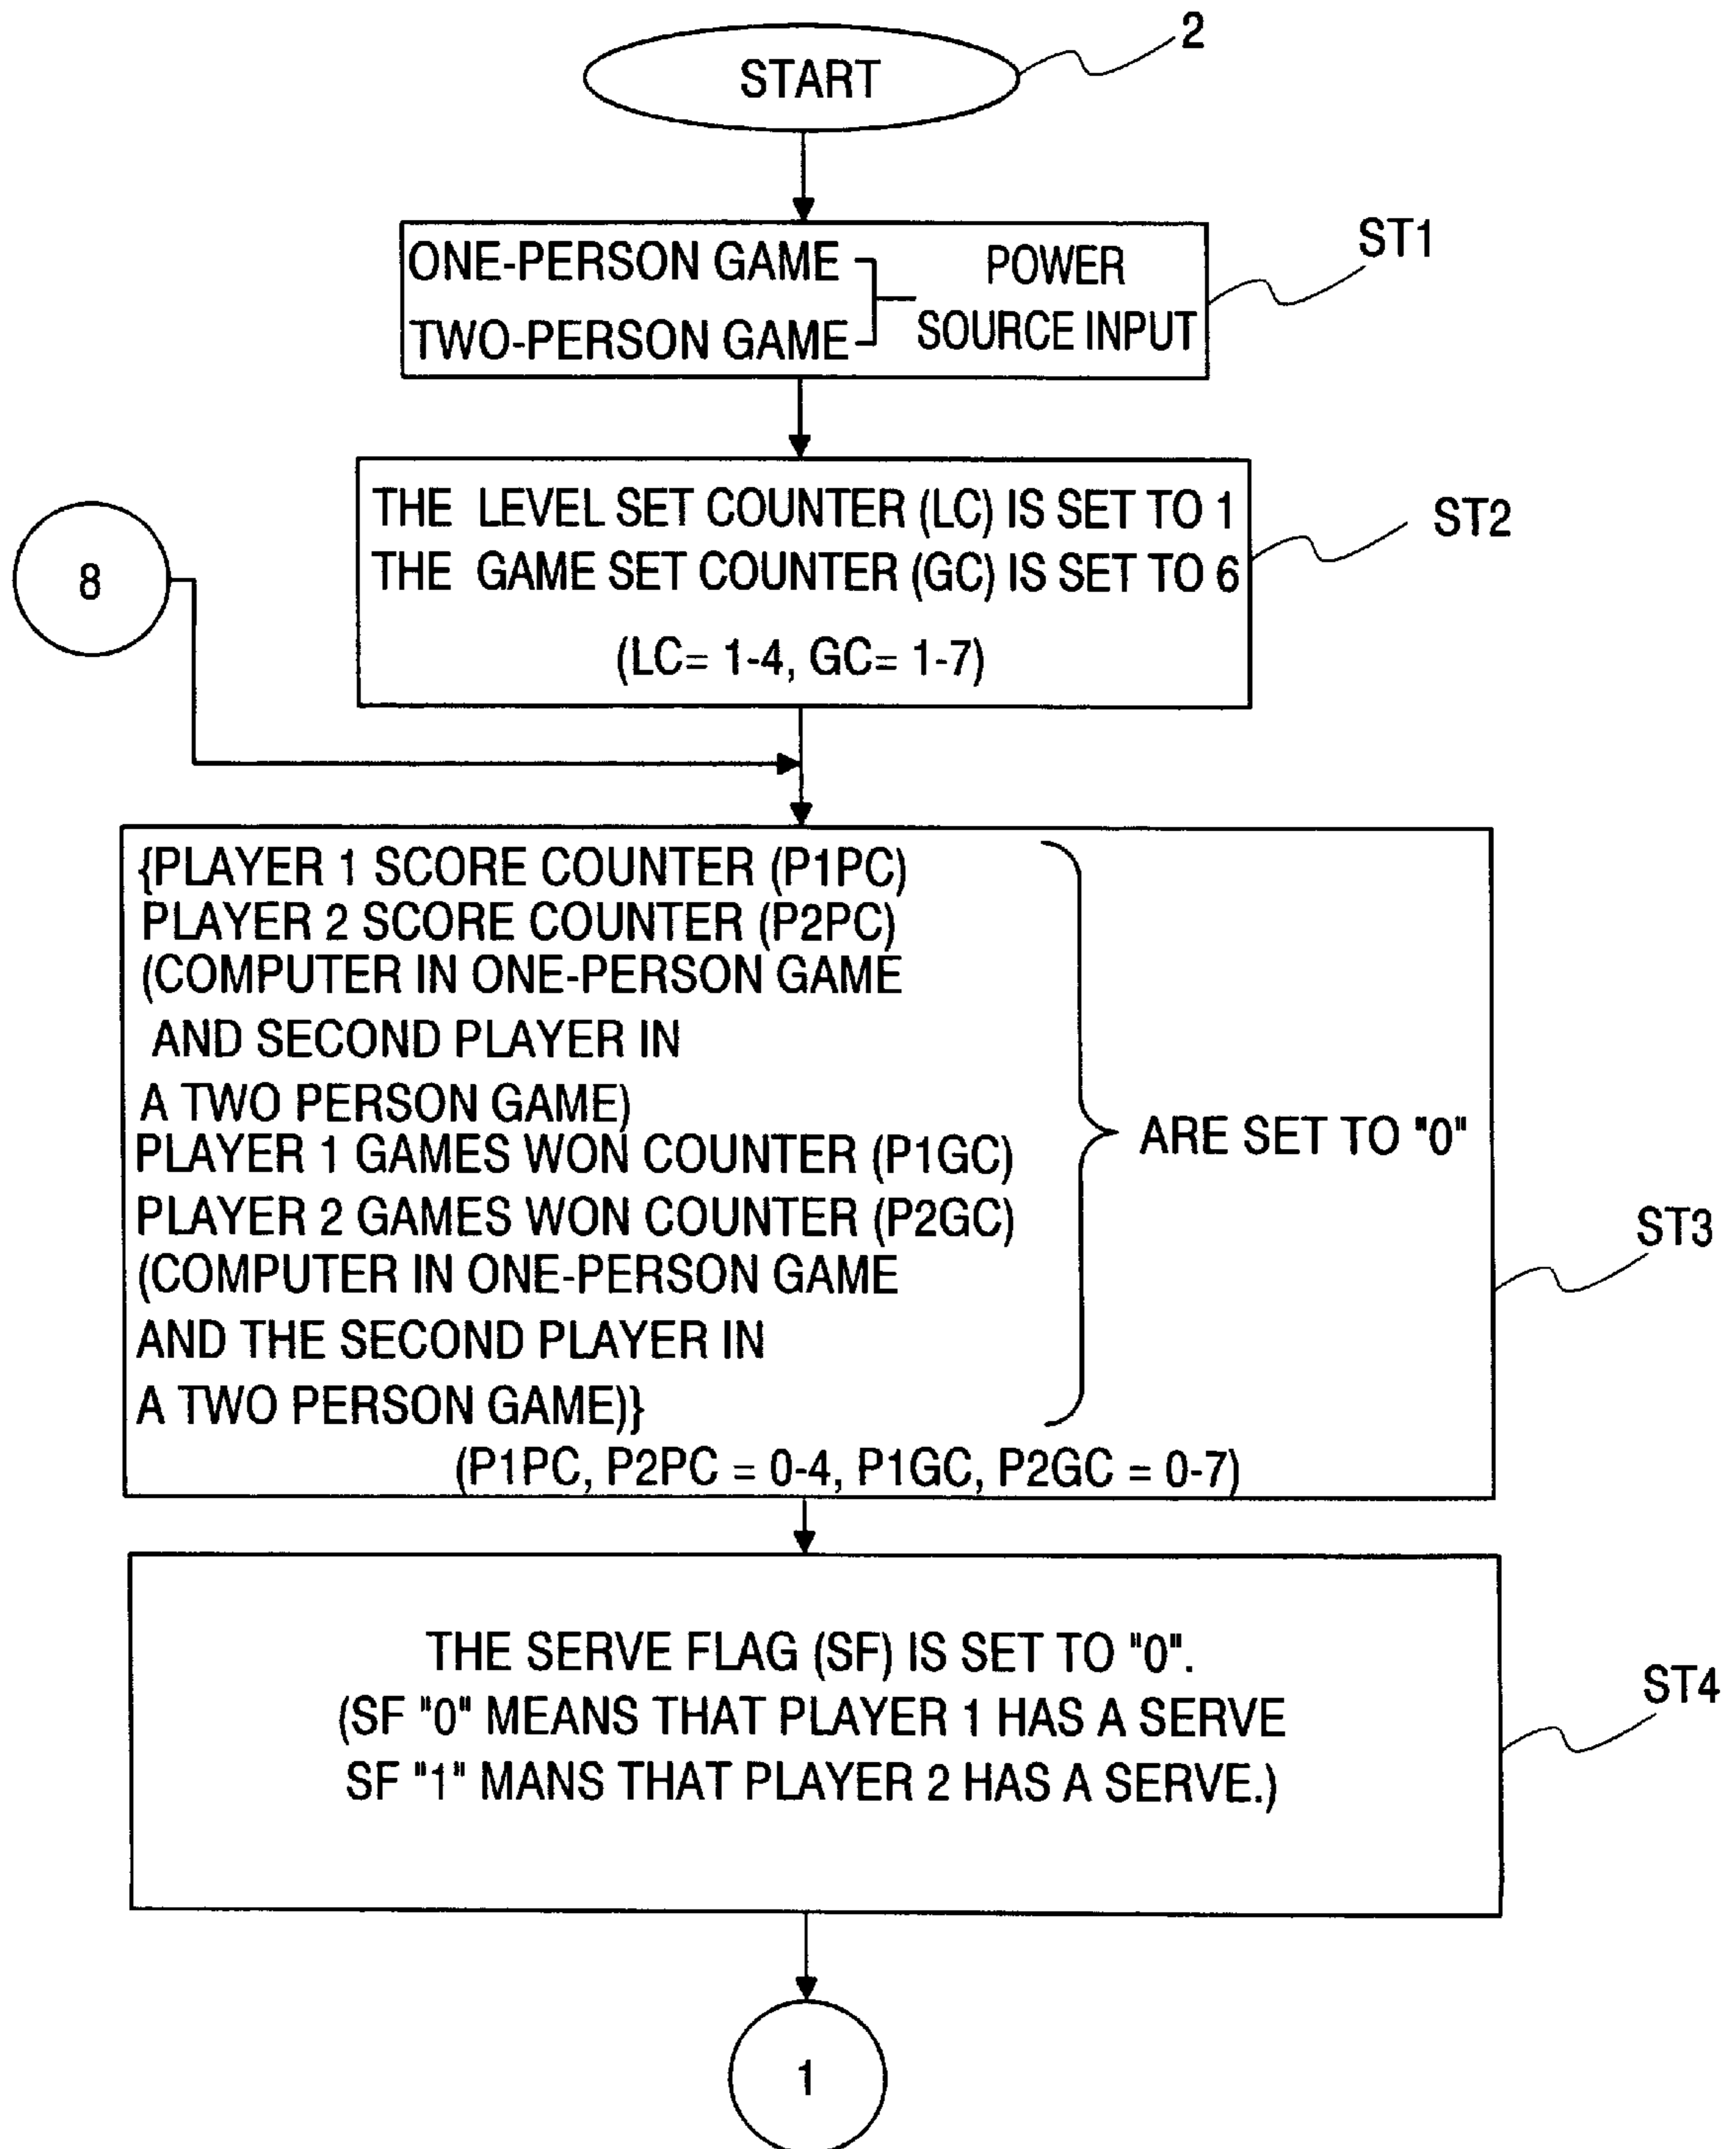 START
2
ONE-PERSON GAME
TWO-PERSON GAME
POWER
SOURCE INPUT
ST1
THE LEVEL SET COUNTER (LC) IS SET TO 1
THE GAME SET COUNTER (GC) IS SET TO 6
(LC= 1-4, GC= 1-7)
ST2
8
{PLAYER 1 SCORE COUNTER (P1PC)
PLAYER 2 SCORE COUNTER (P2PC)
(COMPUTER IN ONE-PERSON GAME
AND SECOND PLAYER IN
A TWO PERSON GAME)
PLAYER 1 GAMES WON COUNTER (P1GC)
PLAYER 2 GAMES WON COUNTER (P2GC)
(COMPUTER IN ONE-PERSON GAME
AND THE SECOND PLAYER IN
A TWO PERSON GAME)}
ARE SET TO "0"
(P1PC, P2PC = 0-4, P1GC, P2GC = 0-7)
ST3
THE SERVE FLAG (SF) IS SET TO "0".
(SF "0" MEANS THAT PLAYER 1 HAS A SERVE
SF "1" MANS THAT PLAYER 2 HAS A SERVE.)
ST4
1